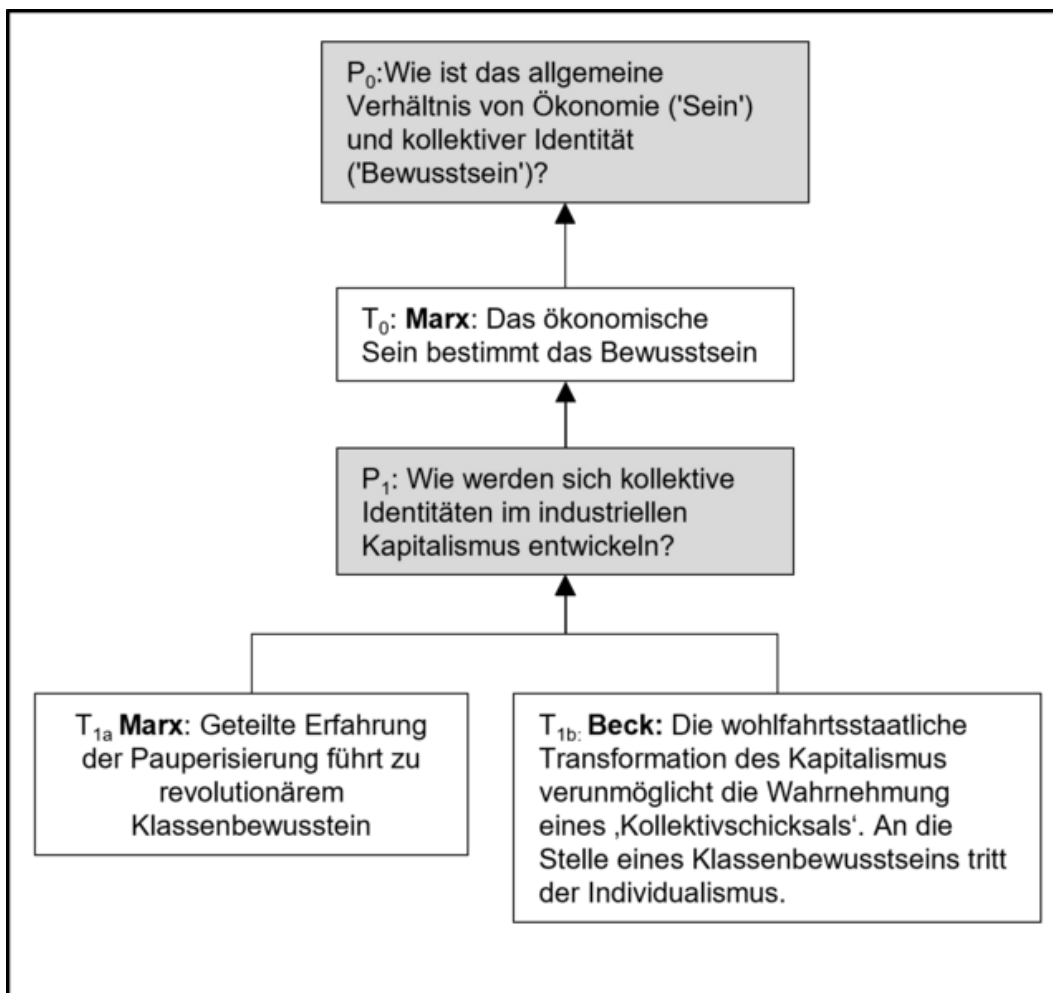 P₀:Wie ist das allgemeine
Verhältnis von Ökonomie ('Sein')
und kollektiver Identität
('Bewusstsein')?
T₀: Marx: Das ökonomische
Sein bestimmt das Bewusstsein
P₁: Wie werden sich kollektive
Identitäten im industriellen
Kapitalismus entwickeln?
T₁ₐ Marx: Geteilte Erfahrung
der Pauperisierung führt zu
revolutionärem
Klassenbewusstein
T₁b: Beck: Die wohlfahrtsstaatliche
Transformation des Kapitalismus
verunmöglicht die Wahrnehmung
eines ‚Kollektivschicksals‘. An die
Stelle eines Klassenbewusstseins tritt
der Individualismus.